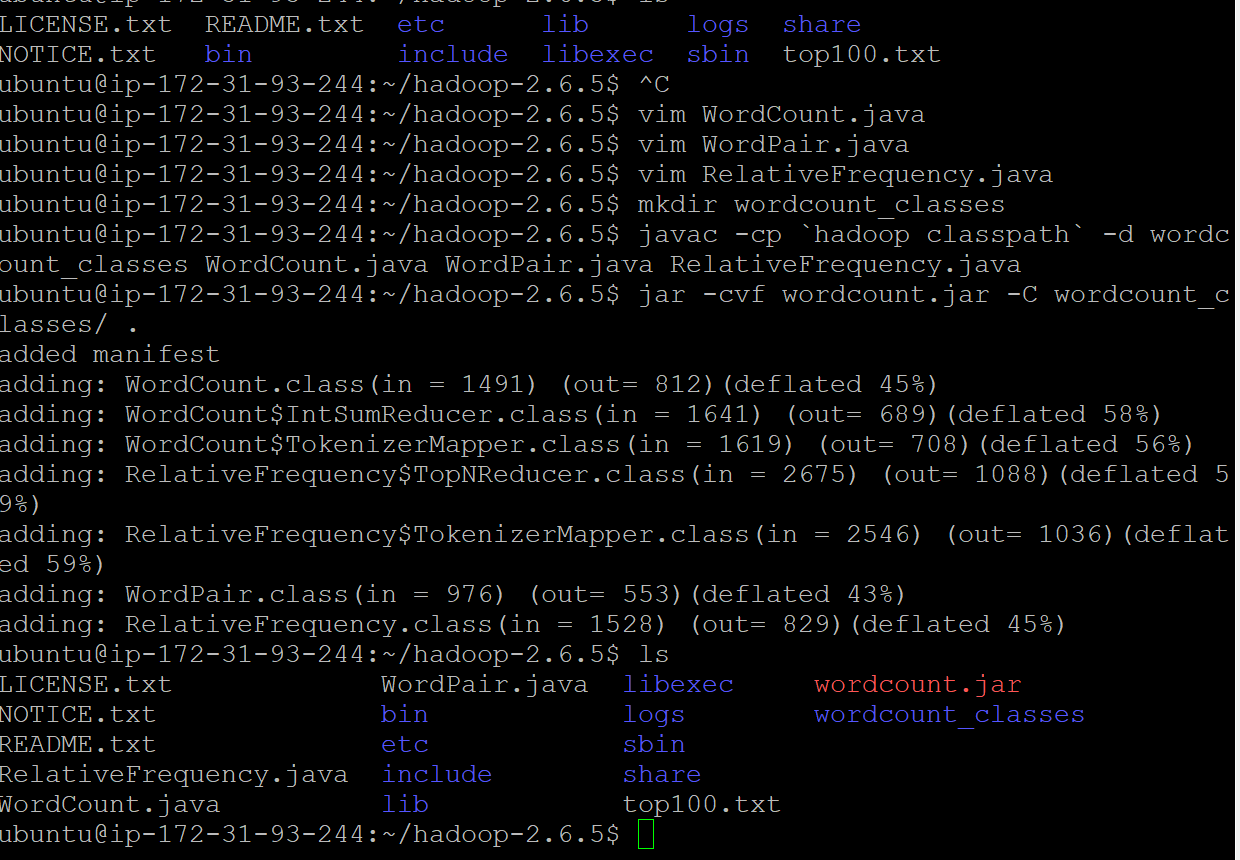 LICENSE.txt  README.txt  etc      lib      logs  share
NOTICE.txt   bin         include  libexec  sbin  top100.txt
ubuntu@ip-172-31-93-244:~/hadoop-2.6.5$ ^C
ubuntu@ip-172-31-93-244:~/hadoop-2.6.5$ vim WordCount.java
ubuntu@ip-172-31-93-244:~/hadoop-2.6.5$ vim WordPair.java
ubuntu@ip-172-31-93-244:~/hadoop-2.6.5$ vim RelativeFrequency.java
ubuntu@ip-172-31-93-244:~/hadoop-2.6.5$ mkdir wordcount_classes
ubuntu@ip-172-31-93-244:~/hadoop-2.6.5$ javac -cp `hadoop classpath` -d wordc
ount_classes WordCount.java WordPair.java RelativeFrequency.java
ubuntu@ip-172-31-93-244:~/hadoop-2.6.5$ jar -cvf wordcount.jar -C wordcount_c
lasses/ .
added manifest
adding: WordCount.class(in = 1491) (out= 812)(deflated 45%)
adding: WordCount$IntSumReducer.class(in = 1641) (out= 689)(deflated 58%)
adding: WordCount$TokenizerMapper.class(in = 1619) (out= 708)(deflated 56%)
adding: RelativeFrequency$TopNReducer.class(in = 2675) (out= 1088)(deflated 5
9%)
adding: RelativeFrequency$TokenizerMapper.class(in = 2546) (out= 1036)(deflat
ed 59%)
adding: WordPair.class(in = 976) (out= 553)(deflated 43%)
adding: RelativeFrequency.class(in = 1528) (out= 829)(deflated 45%)
ubuntu@ip-172-31-93-244:~/hadoop-2.6.5$ ls
LICENSE.txt             WordPair.java  libexec     wordcount.jar
NOTICE.txt              bin            logs        wordcount_classes
README.txt              etc            sbin
RelativeFrequency.java  include        share
WordCount.java          lib            top100.txt
ubuntu@ip-172-31-93-244:~/hadoop-2.6.5$